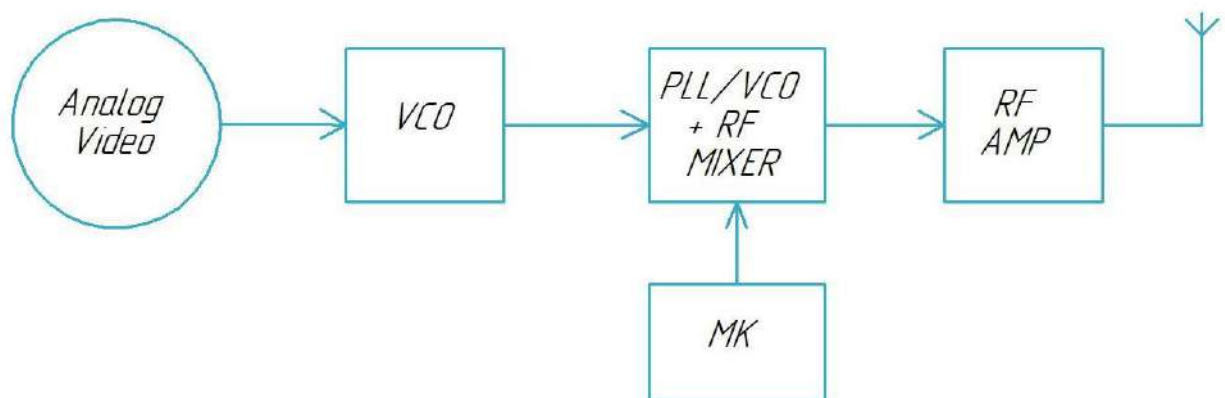 Analog
Video
VCO
PLL/VCO
+ RF
MIXER
RF
AMP
MK